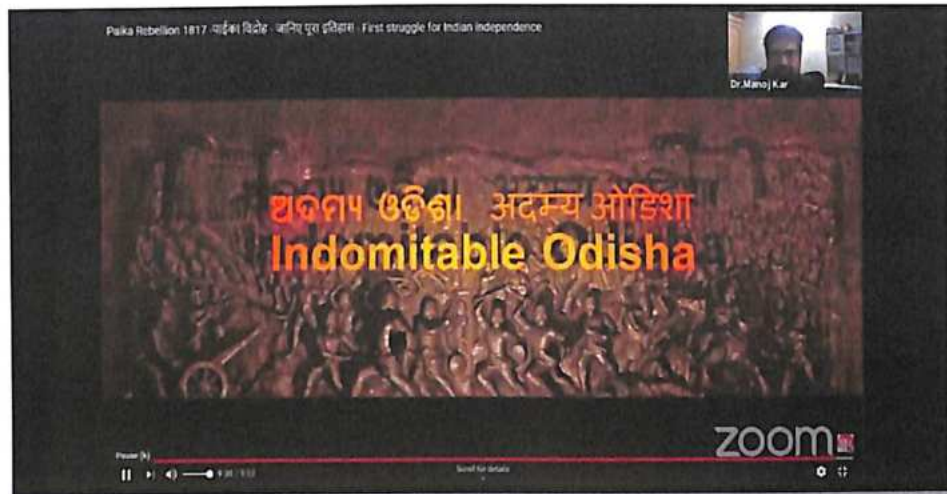 Paika Rebellion 1817 -पाईका विद्रोह - जानिए पूरा इतिहास - First struggle for Indian Independence
Dr.Manoj Kar
ଅଦମ୍ୟ ଓଡିଶା अदम्य ओडिशा
Indomitable Odisha
zoom
Pause (k)
Scroll for details